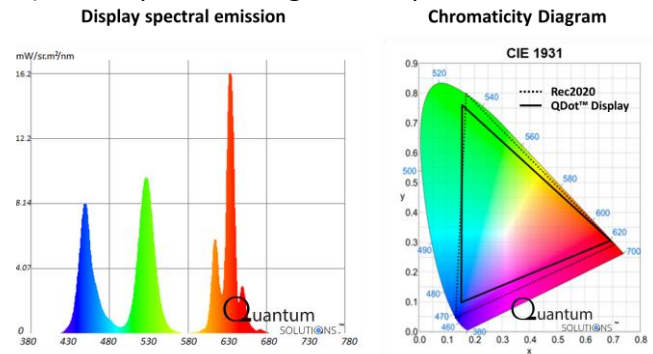 Display spectral emission
mW/sr.m²/nm
16.2
12.2
8.14
4.07
0
380 430 480 530 580 630 680 730 780
Quantum
SOLUTIONS.™
Chromaticity Diagram
CIE 1931
Rec2020
QDot™ Display
0.9
0.8
0.7
0.6
0.5
y
0.4
0.3
0.2
0.1
0.0
0.0 0.1 0.2 0.3 0.4 0.5 0.6 0.7 0.8
x
520
540
560
500
580
600
620
700
490
480
470
460
380
Quantum
SOLUTIONS.™